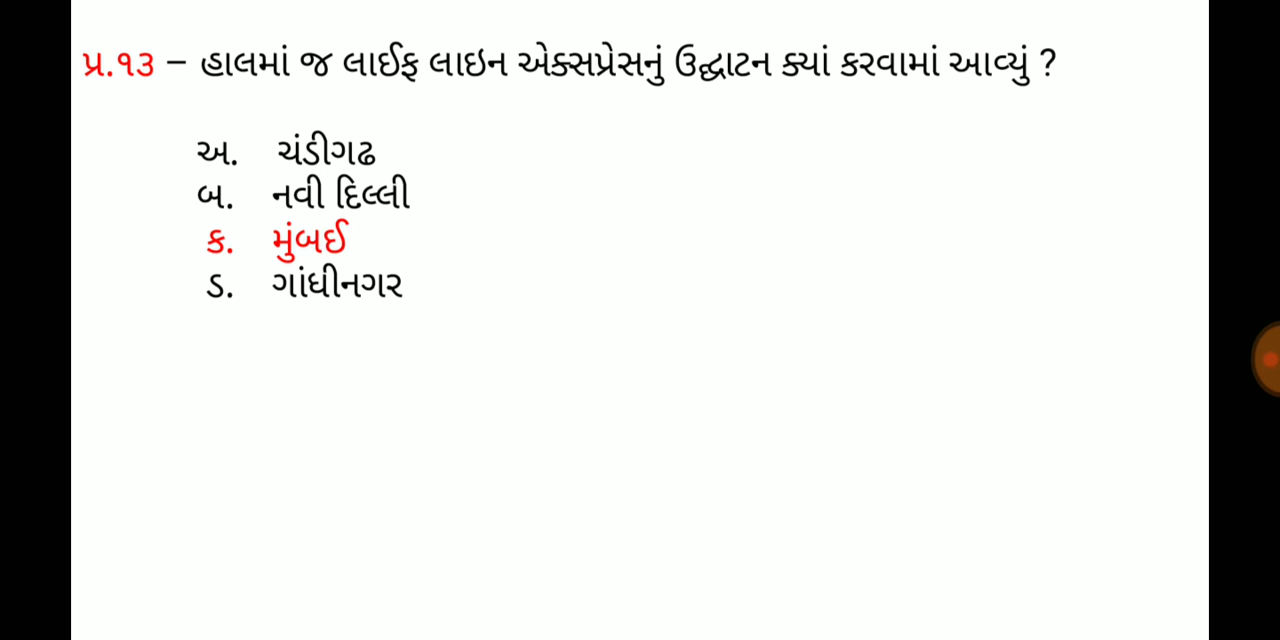 પ્ર.૧૩ – હાલમાં જ લાઈફ લાઇન એક્સપ્રેસનું ઉદ્ઘાટન ક્યાં કરવામાં આવ્યું ?
અ. ચંડીગઢ
બ. નવી દિલ્લી
ક. મુંબઈ
ડ. ગાંધીનગર